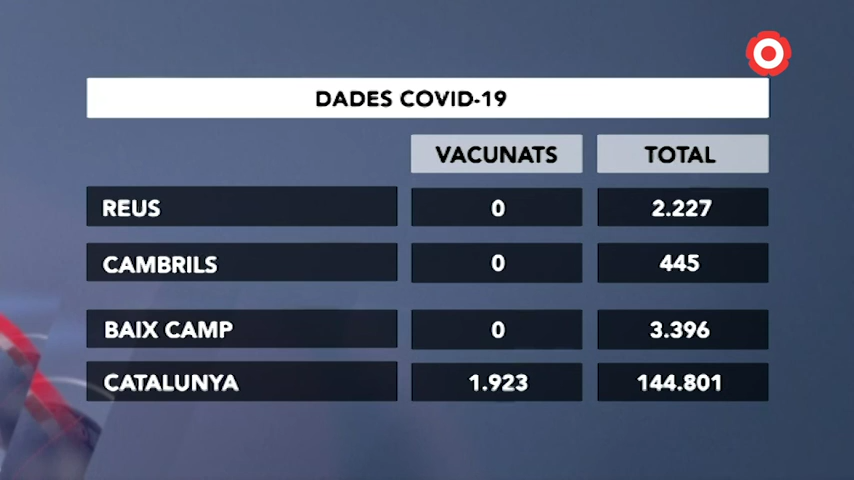 DADES COVID-19
VACUNATS TOTAL
REUS 0 2.227
CAMBRILS 0 445
BAIX CAMP 0 3.396
CATALUNYA 1.923 144.801